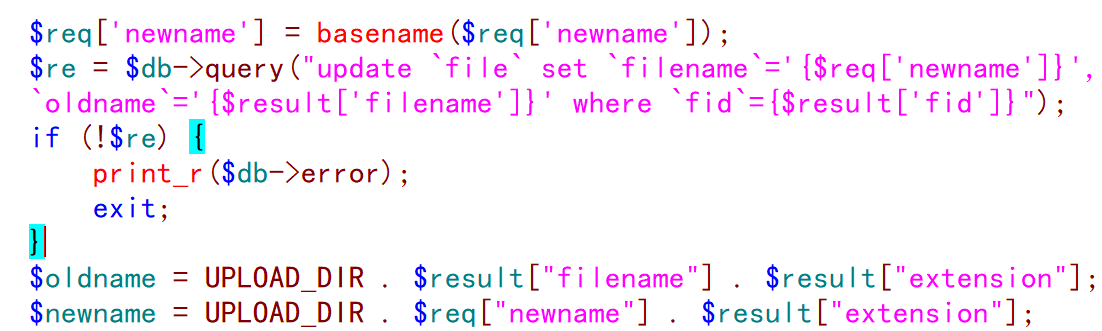 $req['newname'] = basename($req['newname']);
$re = $db->query("update `file` set `filename`='{$req['newname']}',
`oldname`='{$result['filename']}' where `fid`={$result['fid']}");
if (!$re) {
    print_r($db->error);
    exit;
}
$oldname = UPLOAD_DIR . $result["filename"] . $result["extension"];
$newname = UPLOAD_DIR . $req["newname"] . $result["extension"];